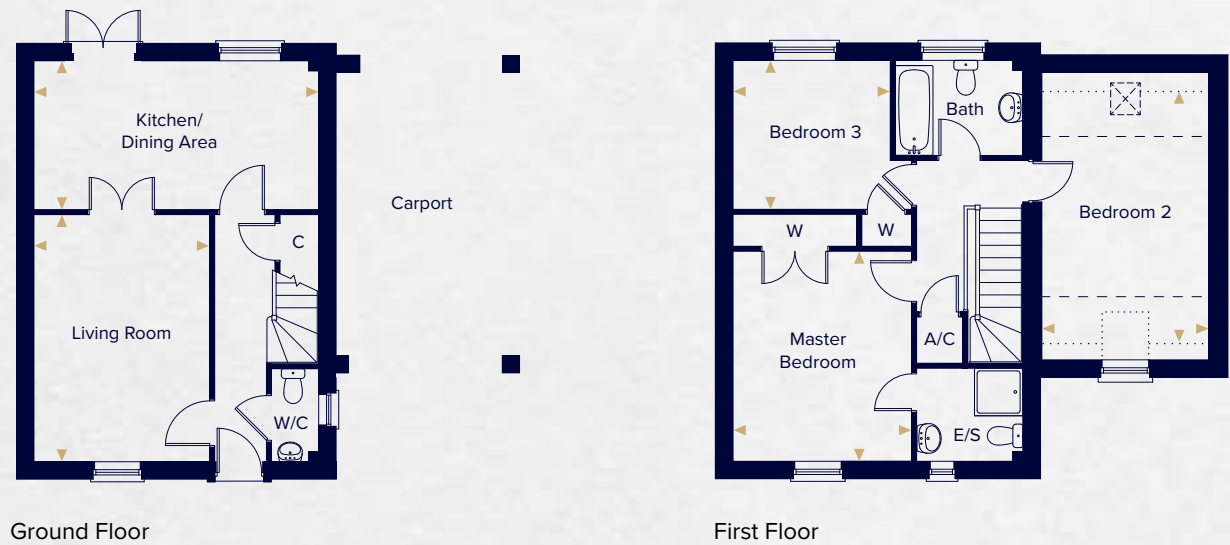 Kitchen/
Dining Area
Carport
C
Living Room
W/C
Ground Floor
Bath
Bedroom 3
Bedroom 2
W
W
Master
Bedroom
A/C
E/S
First Floor